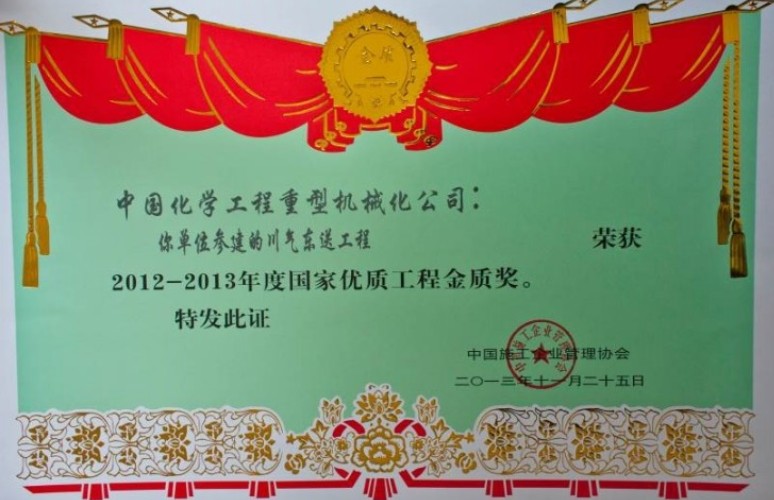 中国化学工程重型机械化公司：
你单位参建的川气东送工程 荣获
2012-2013年度国家优质工程金质奖。
特发此证
中国施工企业管理协会
二〇一三年十一月二十五日